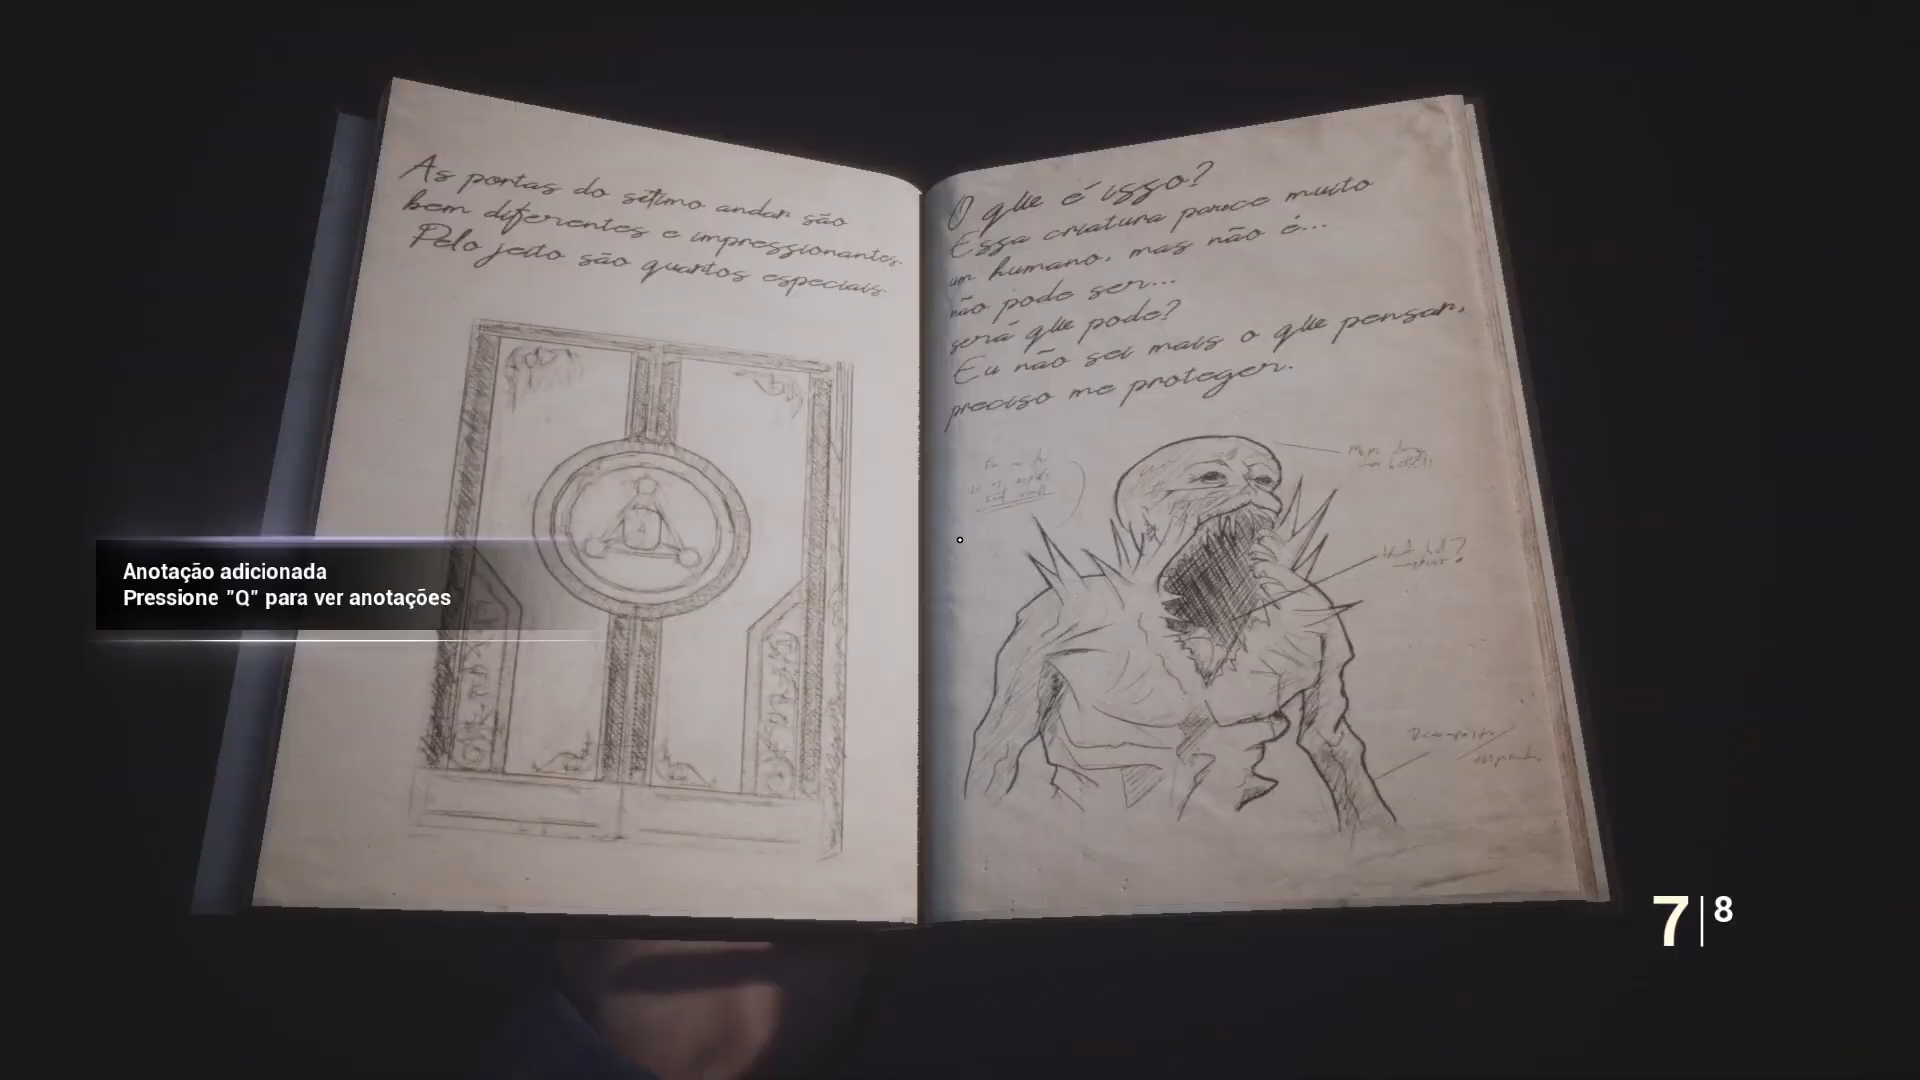 As portas do sétimo andar são
bem diferentes e impressionantes.
Pelo jeito são quartos especiais.
O que é isso?
Essa criatura parece muito
um humano, mas não é...
não pode ser...
será que pode?
Eu não sei mais o que pensar,
preciso me proteger.
Anotação adicionada
Pressione "Q" para ver anotações
7 8